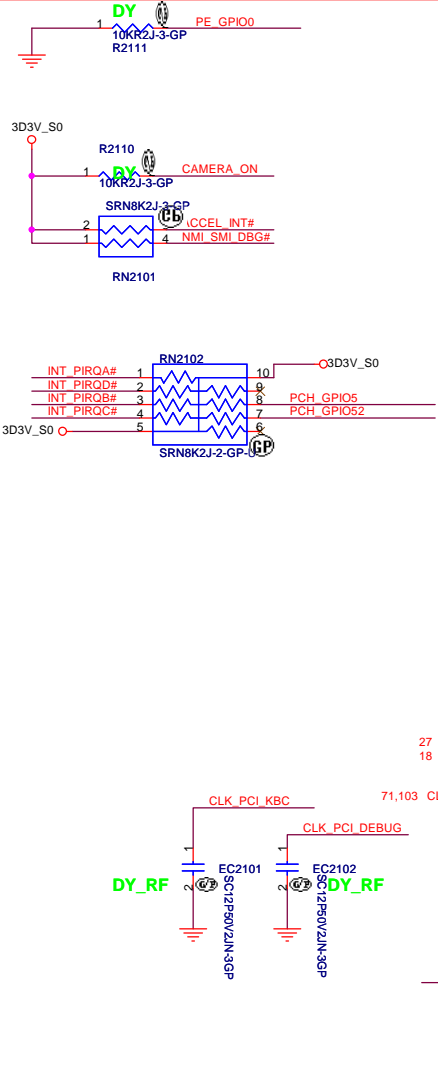 DY
1
PE_GPIO0
10KR2J-3-GP
R2111
3D3V_S0
R2110
1
DY
CAMERA_ON
10KR2J-3-GP
SRN8K2J-3-GP
2
ACCEL_INT#
1
4
NMI_SMI_DBG#
RN2101
RN2102
3D3V_S0
INT_PIRQA#
1
10
INT_PIRQD#
2
9
INT_PIRQB#
3
8
PCH_GPIO5
INT_PIRQC#
4
7
PCH_GPIO52
3D3V_S0
5
6
SRN8K2J-2-GP-U
GP
27
18
71,103
CLK_PCI_KBC
CLK_PCI_DEBUG
1
1
EC2101
EC2102
DY_RF
2
2
DY_RF
SC12P50V2JN-3GP
SC12P50V2JN-3GP